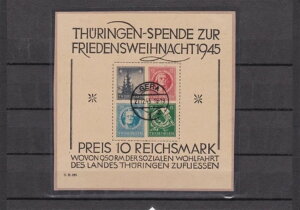 THÜRINGEN-SPENDE ZUR
FRIEDENSWEIHNACHT 1945
GERA
PREIS 10 REICHSMARK
WOVON 9,50 RM DER SOZIALEN WOHLFAHRT
DES LANDES THÜRINGEN ZUFLIESSEN